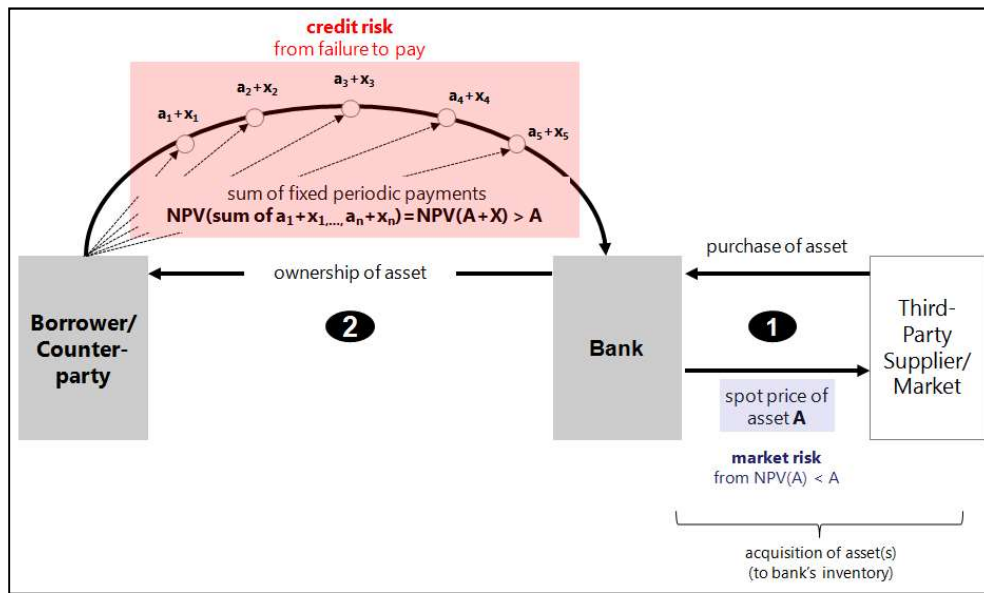 credit risk
from failure to pay
a₁+x₁
a₂+x₂
a₃+x₃
a₄+x₄
a₅+x₅
sum of fixed periodic payments
NPV(sum of a₁+x₁,...,aₙ+xₙ)=NPV(A+X) > A
ownership of asset
purchase of asset
Borrower/
Counter-
party
2
Bank
1
Third-
Party
Supplier/
Market
spot price of
asset A
market risk
from NPV(A) < A
acquisition of asset(s)
(to bank's inventory)